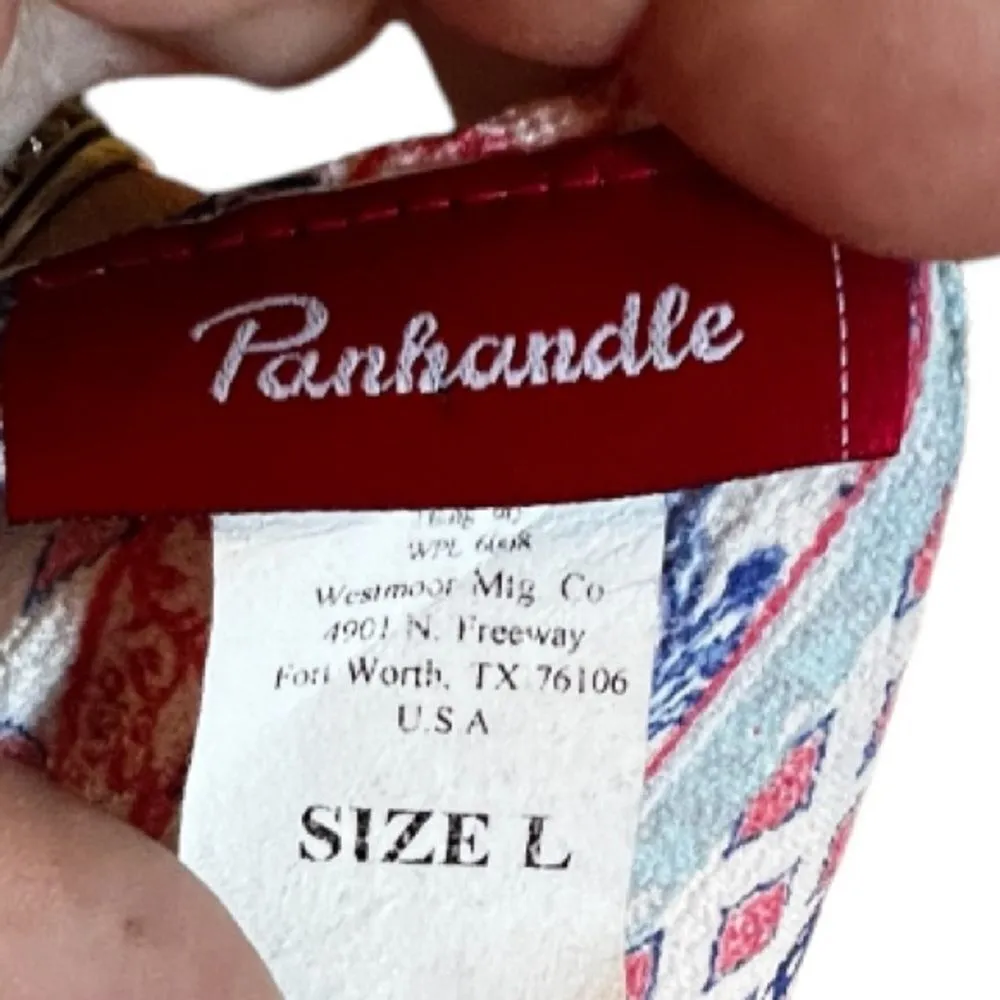 Panhandle
WPL 6008
Westmoor Mfg Co
4901 N. Freeway
Fort Worth, TX 76106
U.S A
SIZE L